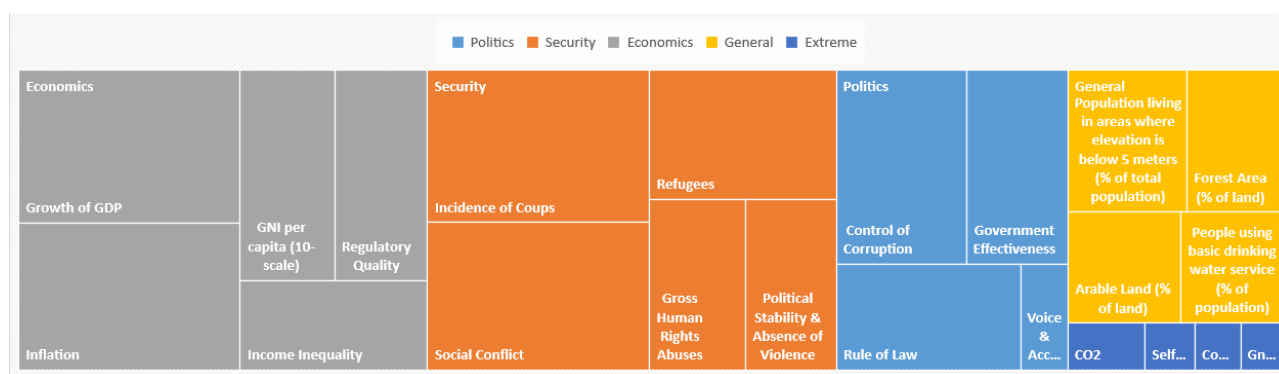 Politics Security Economics General Extreme
Economics
Growth of GDP
Inflation
GNI per
capita (10-
scale)
Regulatory
Quality
Income Inequality
Security
Incidence of Coups
Social Conflict
Refugees
Gross
Human
Rights
Abuses
Political
Stability &
Absence of
Violence
Politics
Control of
Corruption
Government
Effectiveness
Rule of Law
Voice
&
Acc...
General
Population living
in areas where
elevation is
below 5 meters
(% of total
population)
Forest Area
(% of land)
Arable Land (%
of land)
People using
basic drinking
water service
(% of
population)
CO2
Self...
Co...
Gn...